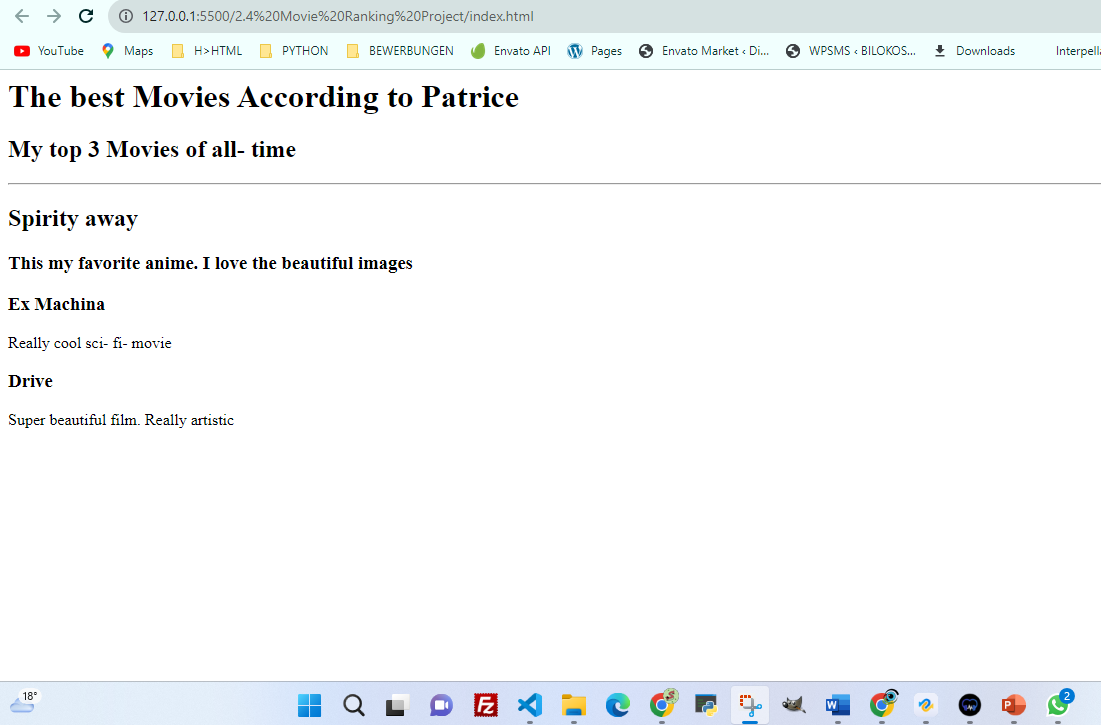 127.0.0.1:5500/2.4%20Movie%20Ranking%20Project/index.html
YouTube Maps H>HTML PYTHON BEWERBUNGEN Envato API Pages Envato Market ‹ Di... WPSMS ‹ BILOKOS... Downloads Interpella
The best Movies According to Patrice
My top 3 Movies of all- time
Spirity away
This my favorite anime. I love the beautiful images
Ex Machina
Really cool sci- fi- movie
Drive
Super beautiful film. Really artistic
18°
Fz
W
P
2